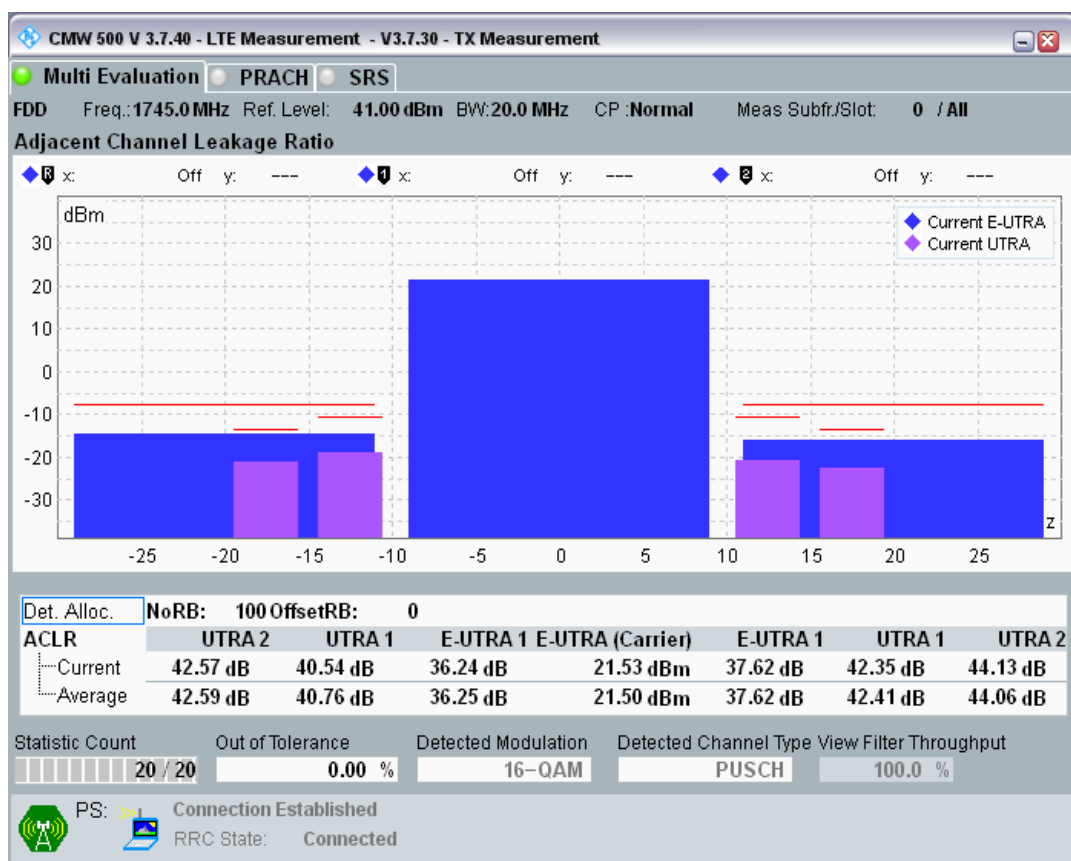 CMW 500 V 3.7.40 - LTE Measurement - V3.7.30 - TX Measurement
Multi Evaluation PRACH SRS
FDD Freq.: 1745.0 MHz Ref. Level: 41.00 dBm BW: 20.0 MHz CP : Normal Meas Subfr./Slot: 0 / All
Adjacent Channel Leakage Ratio
R x: Off y: --- 1 x: Off y: --- 2 x: Off y: ---
dBm
Current E-UTRA
Current UTRA
30
20
10
0
-10
-20
-30
z
-25 -20 -15 -10 -5 0 5 10 15 20 25
Det. Alloc. NoRB: 100 OffsetRB: 0
ACLR UTRA 2 UTRA 1 E-UTRA 1 E-UTRA (Carrier) E-UTRA 1 UTRA 1 UTRA 2
Current 42.57 dB 40.54 dB 36.24 dB 21.53 dBm 37.62 dB 42.35 dB 44.13 dB
Average 42.59 dB 40.76 dB 36.25 dB 21.50 dBm 37.62 dB 42.41 dB 44.06 dB
Statistic Count Out of Tolerance Detected Modulation Detected Channel Type View Filter Throughput
20 / 20 0.00 % 16-QAM PUSCH 100.0 %
PS: Connection Established
RRC State: Connected